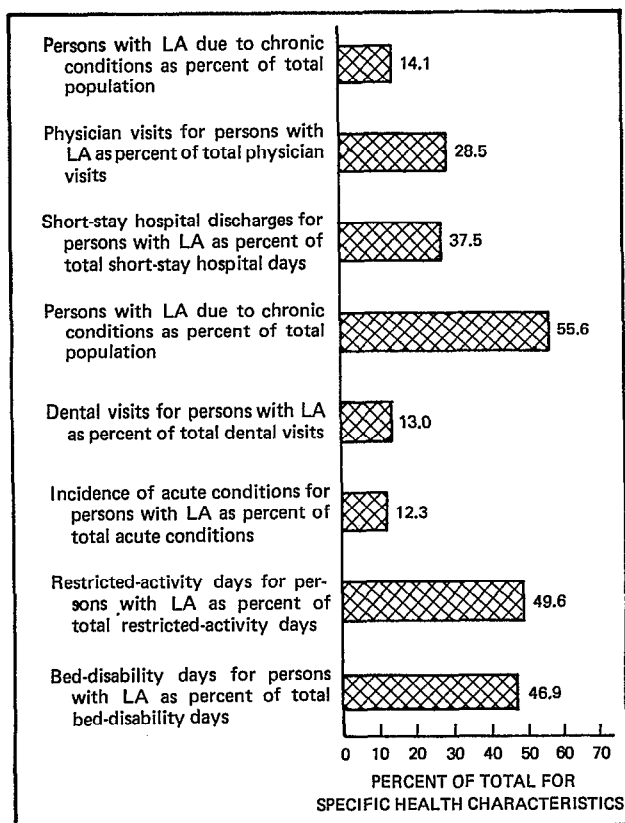 Persons with LA due to chronic
conditions as percent of total
population
14.1
Physician visits for persons with
LA as percent of total physician
visits
28.5
Short-stay hospital discharges for
persons with LA as percent of
total short-stay hospital days
37.5
Persons with LA due to chronic
conditions as percent of total
population
55.6
Dental visits for persons with LA
as percent of total dental visits
13.0
Incidence of acute conditions for
persons with LA as percent of
total acute conditions
12.3
Restricted-activity days for per-
sons with LA as percent of
total restricted-activity days
49.6
Bed-disability days for persons
with LA as percent of total
bed-disability days
46.9
0 10 20 30 40 50 60 70
PERCENT OF TOTAL FOR
SPECIFIC HEALTH CHARACTERISTICS